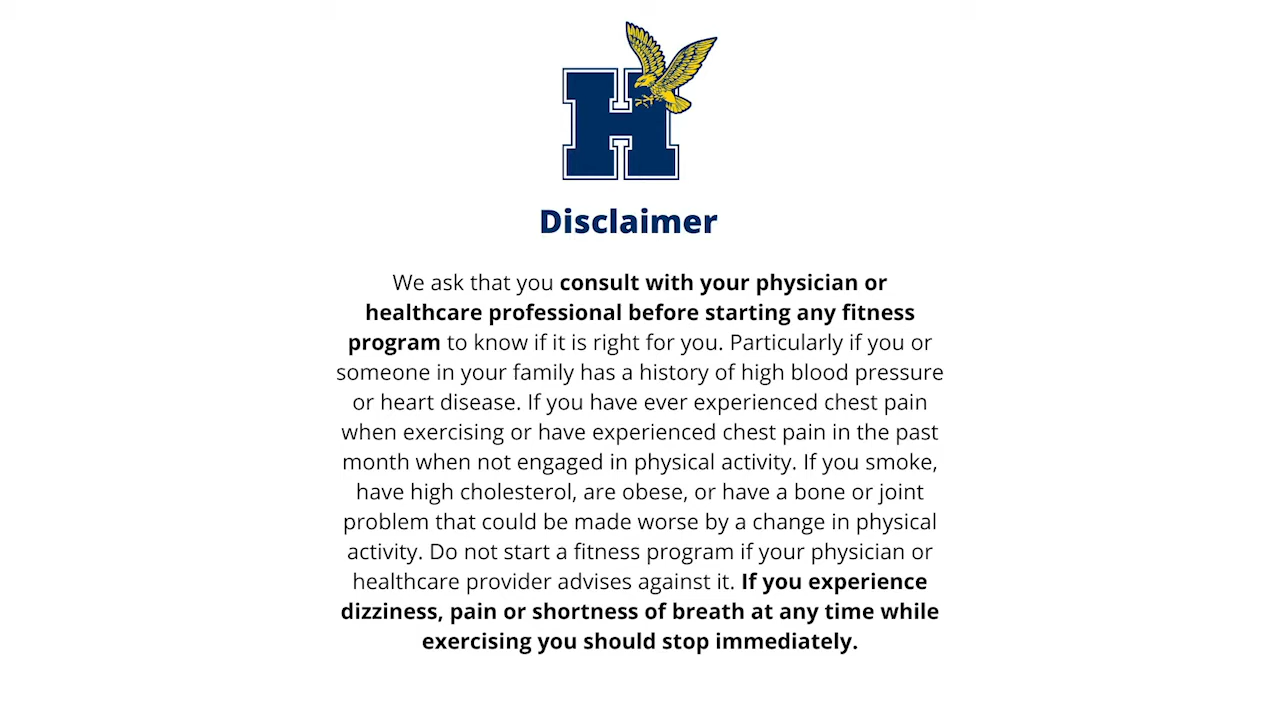 H
Disclaimer
We ask that you consult with your physician or
healthcare professional before starting any fitness
program to know if it is right for you. Particularly if you or
someone in your family has a history of high blood pressure
or heart disease. If you have ever experienced chest pain
when exercising or have experienced chest pain in the past
month when not engaged in physical activity. If you smoke,
have high cholesterol, are obese, or have a bone or joint
problem that could be made worse by a change in physical
activity. Do not start a fitness program if your physician or
healthcare provider advises against it. If you experience
dizziness, pain or shortness of breath at any time while
exercising you should stop immediately.